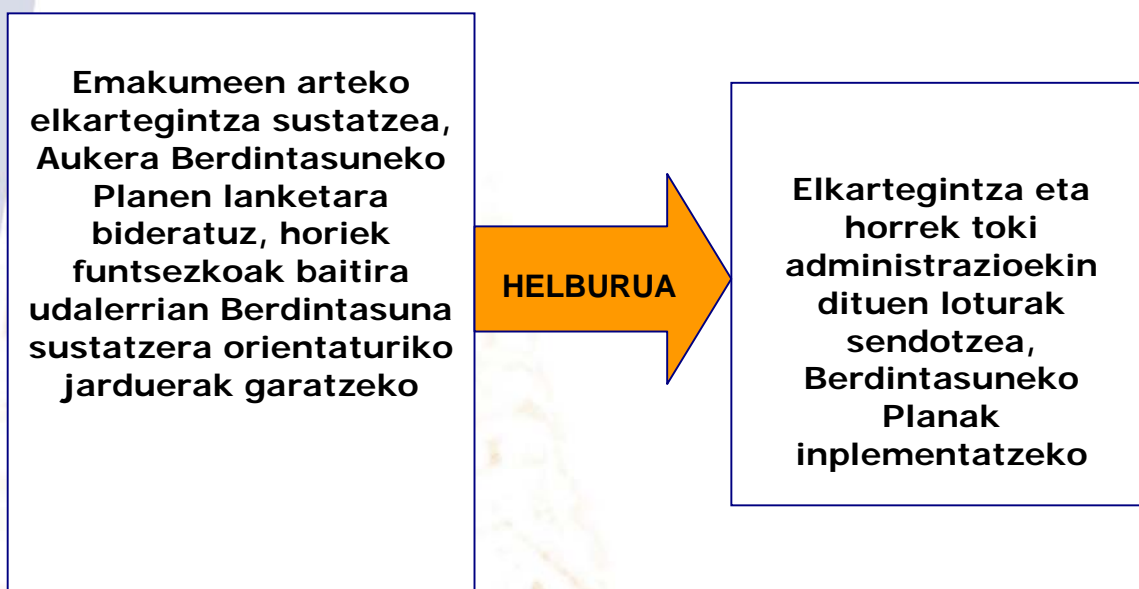 Emakumeen arteko
elkartegintza sustatzea,
Aukera Berdintasuneko
Planen lanketara
bideratuz, horiek
funtsezkoak baitira
udalerrian Berdintasuna
sustatzera orientaturiko
jarduerak garatzeko
HELBURUA
Elkartegintza eta
horrek toki
administrazioekin
dituen loturak
sendotzea,
Berdintasuneko
Planak
inplementatzeko